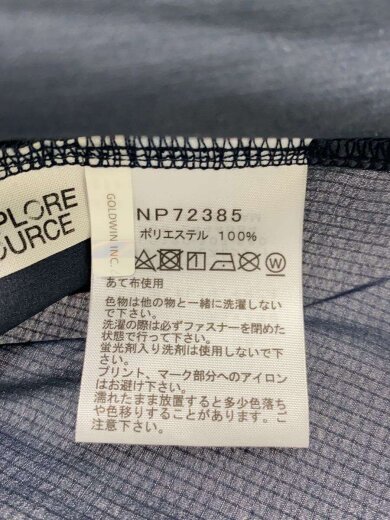 PLORE
OURCE
GOLDWIN INC.
NP72385
ポリエステル 100%
W
あて布使用
色物は他の物と一緒に洗濯しない
で下さい。
洗濯の際は必ずファスナーを閉めた
状態で行って下さい。
蛍光剤入り洗剤は使用しないで下
さい。
プリント、マーク部分へのアイロン
はお避け下さい。
濡れたまま放置すると多少色落ち
や色移りすることがあります。ご
注意下さい。